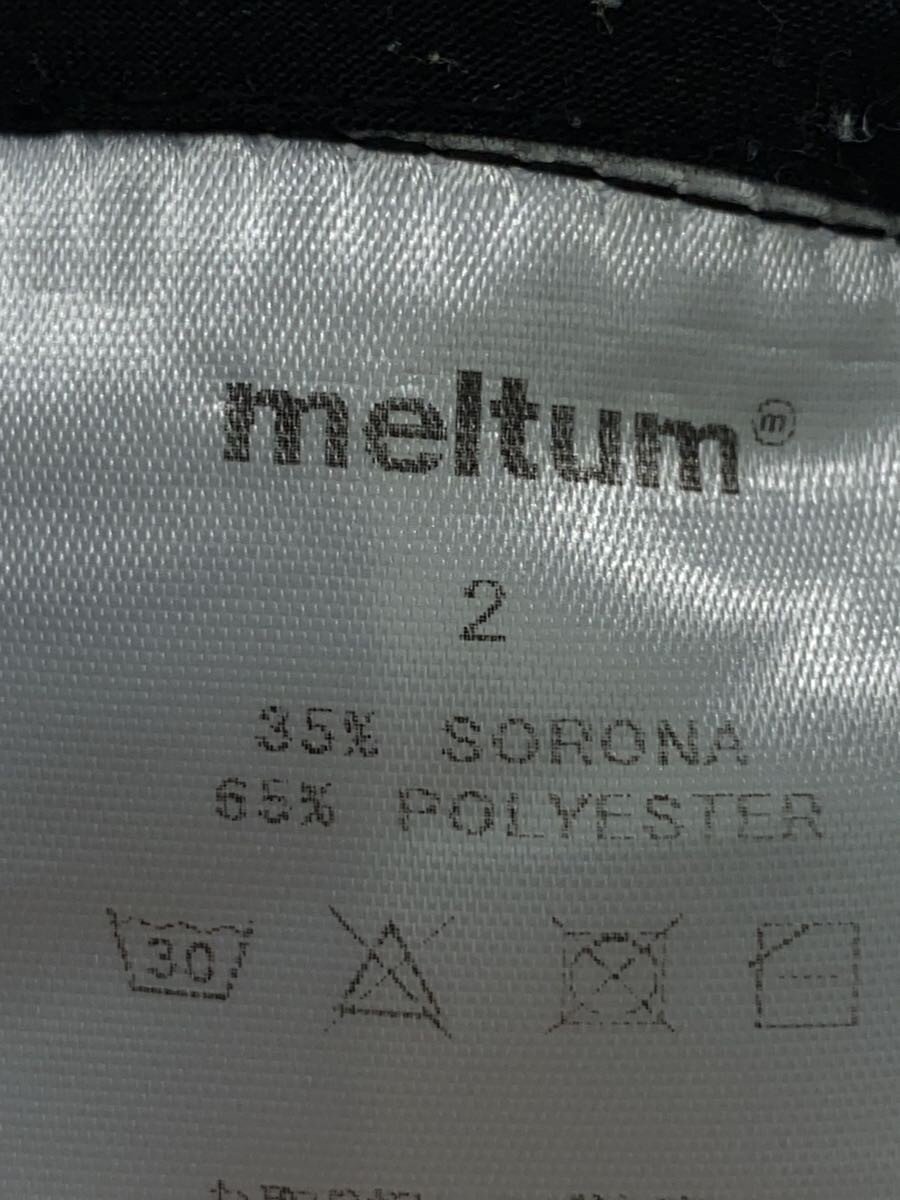 meltum
m
2
35% SORONA
65% POLYESTER
30